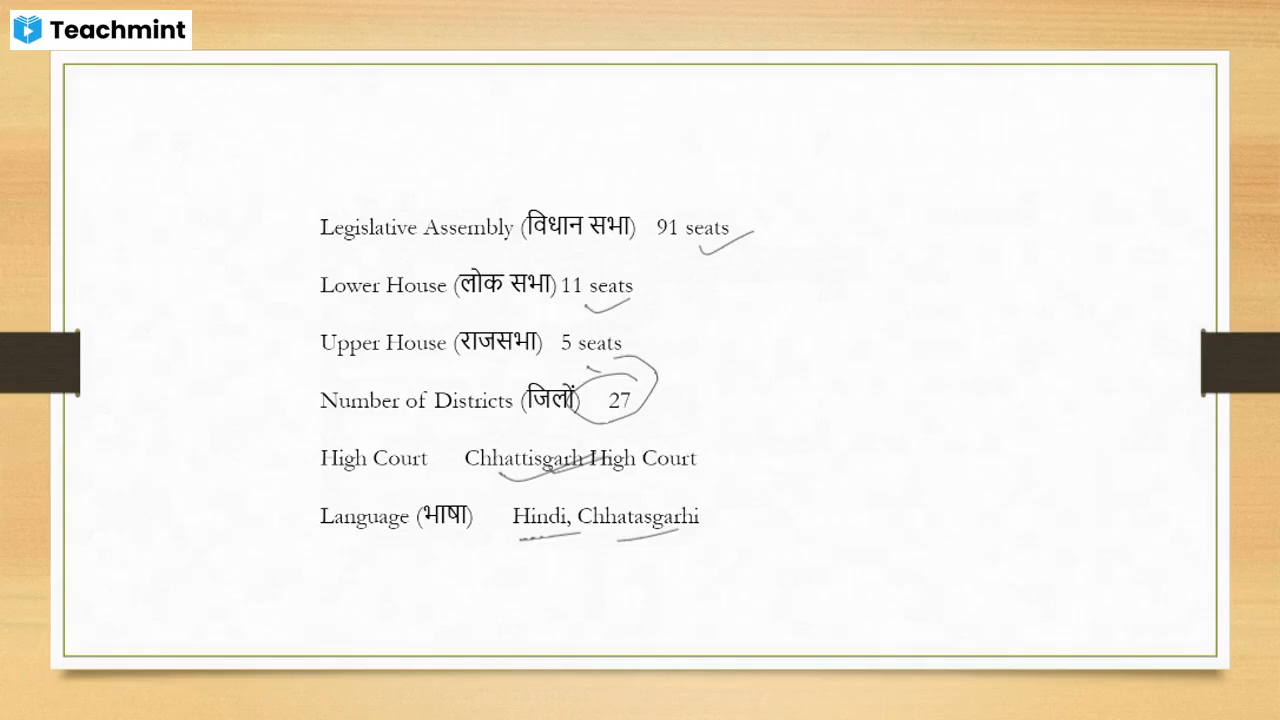 Teachmint
Legislative Assembly (विधान सभा) 91 seats
Lower House (लोक सभा) 11 seats
Upper House (राजसभा) 5 seats
Number of Districts (जिलों) 27
High Court Chhattisgarh High Court
Language (भाषा) Hindi, Chhatasgarhi